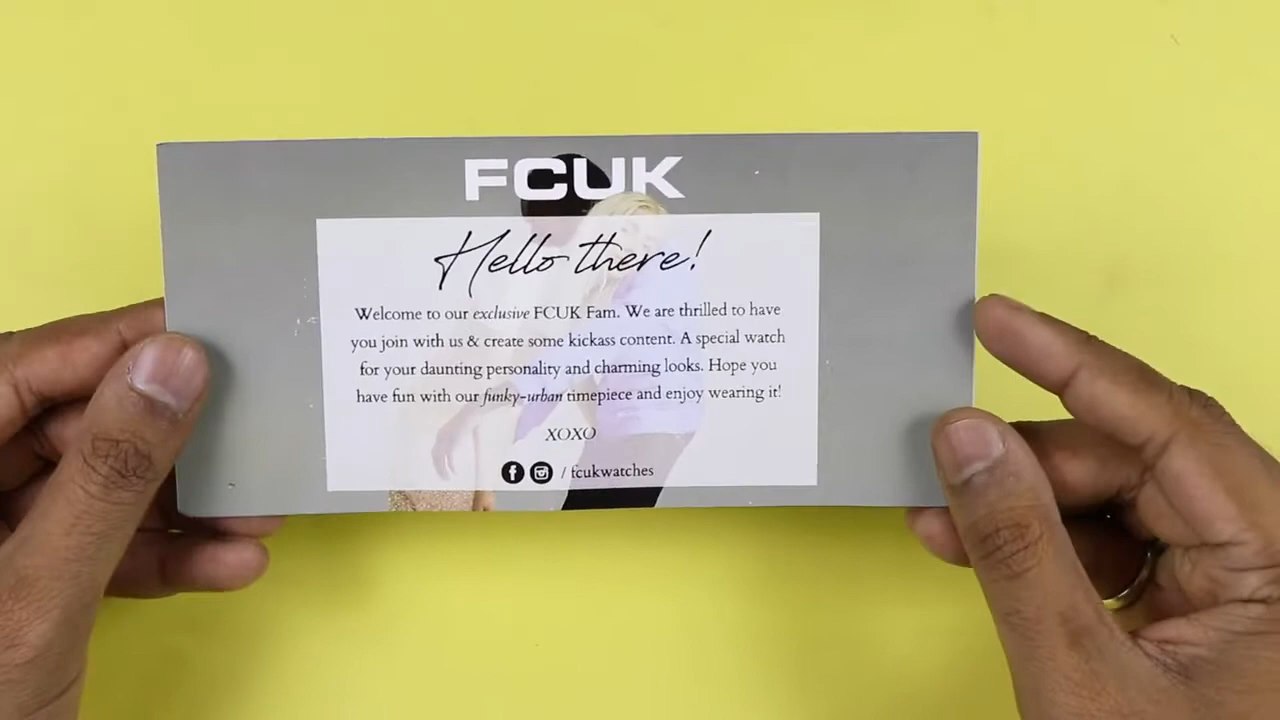 FCUK
Hello there!
Welcome to our exclusive FCUK Fam. We are thrilled to have
you join with us & create some kickass content. A special watch
for your daunting personality and charming looks. Hope you
have fun with our funky-urban timepiece and enjoy wearing it!
XOXO
/ fcukwatches